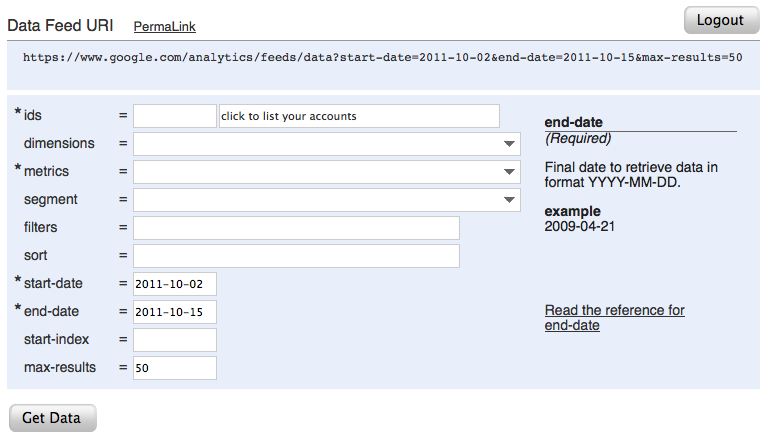 Data Feed URI PermaLink Logout
https://www.google.com/analytics/feeds/data?start-date=2011-10-02&end-date=2011-10-15&max-results=50
* ids = click to list your accounts
dimensions =
* metrics =
segment =
filters =
sort =
* start-date = 2011-10-02
* end-date = 2011-10-15
start-index =
max-results = 50
end-date
(Required)
Final date to retrieve data in
format YYYY-MM-DD.
example
2009-04-21
Read the reference for
end-date
Get Data